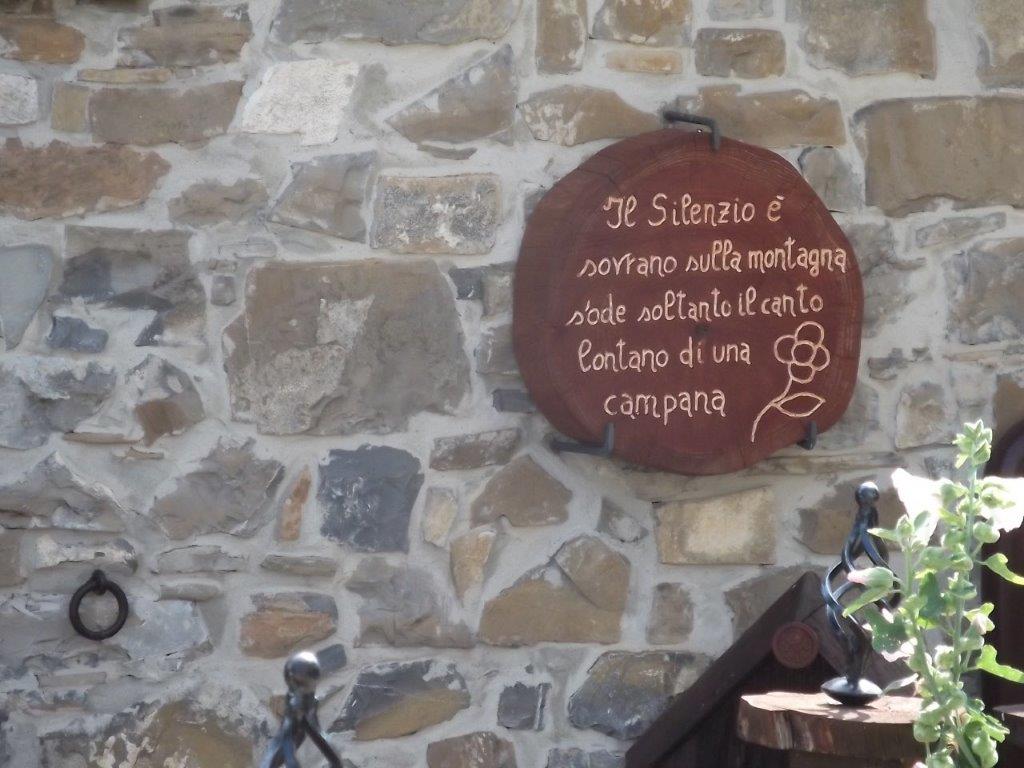 Il Silenzio è
sovrano sulla montagna
s'ode soltanto il canto
lontano di una
campana